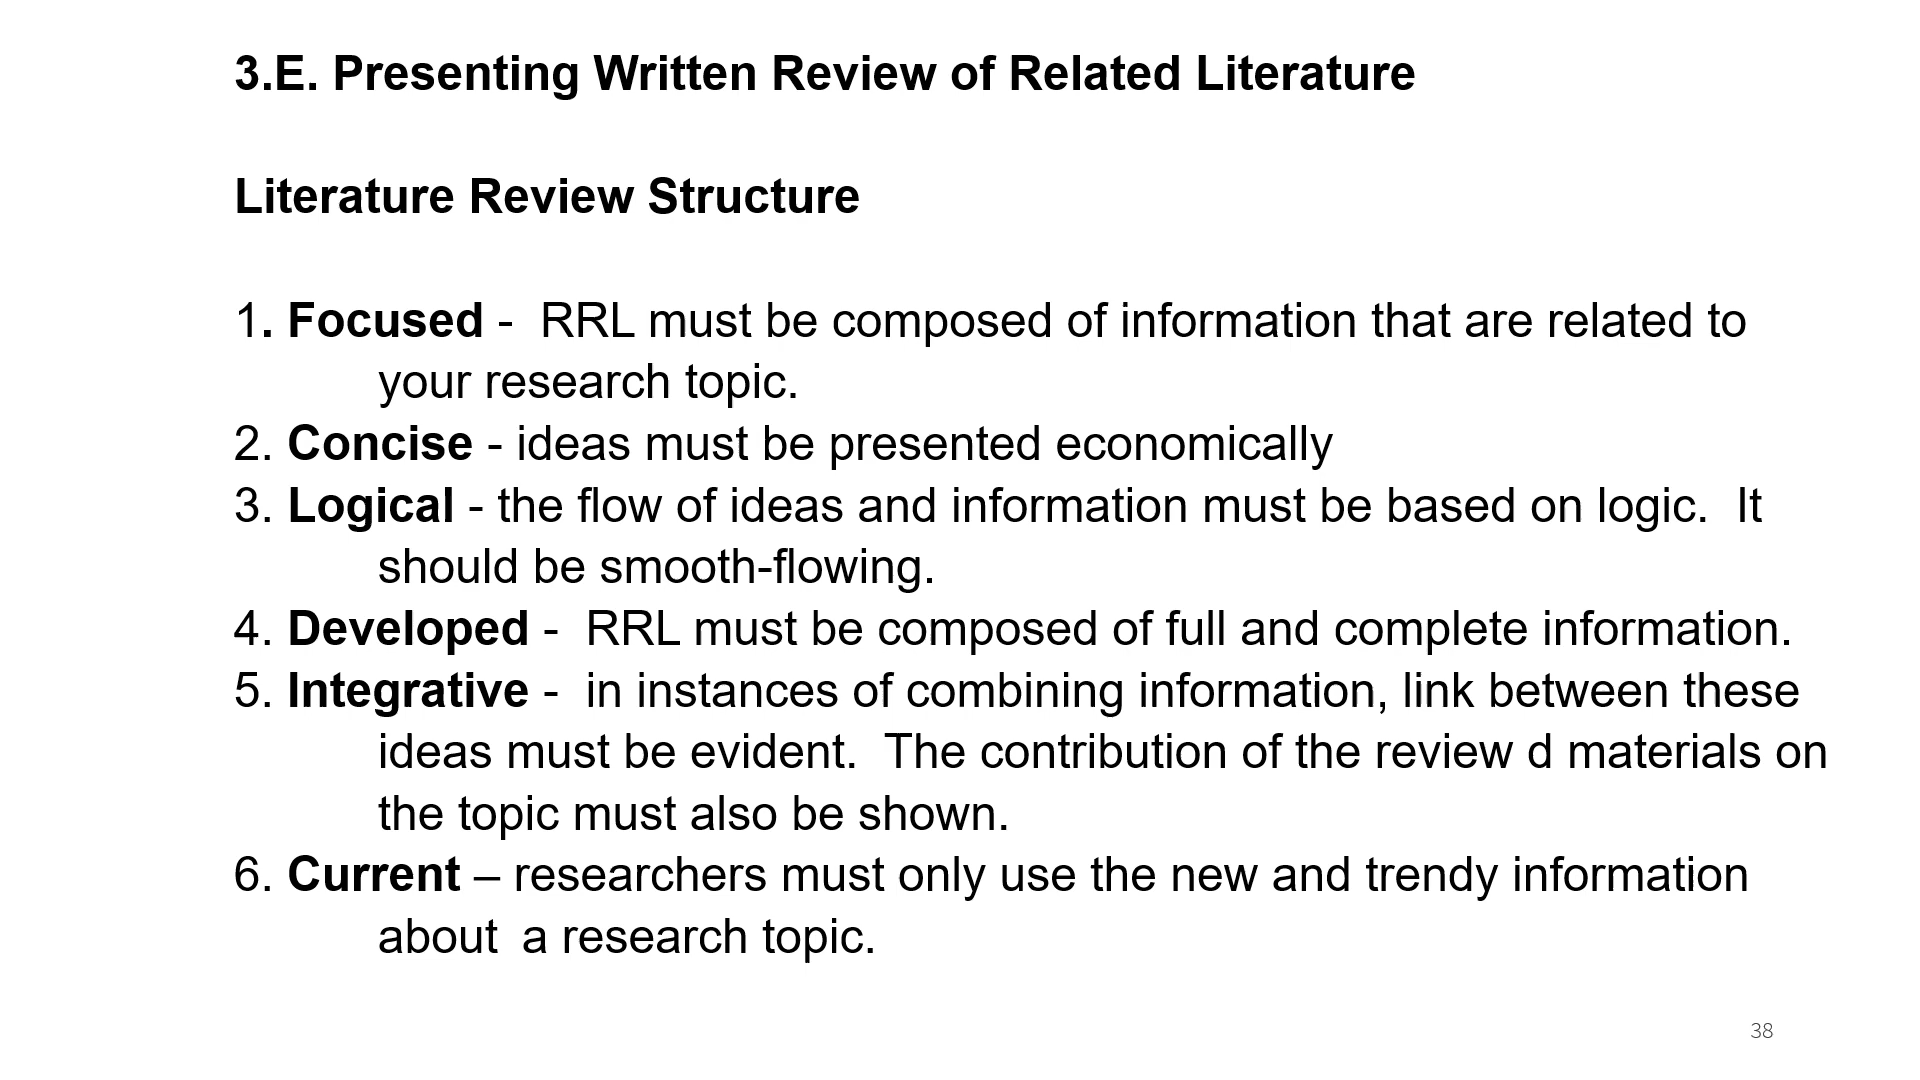 3.E. Presenting Written Review of Related Literature
Literature Review Structure
1. Focused -  RRL must be composed of information that are related to
your research topic.
2. Concise - ideas must be presented economically
3. Logical - the flow of ideas and information must be based on logic.  It
should be smooth-flowing.
4. Developed -  RRL must be composed of full and complete information.
5. Integrative -  in instances of combining information, link between these
ideas must be evident.  The contribution of the review d materials on
the topic must also be shown.
6. Current – researchers must only use the new and trendy information
about  a research topic.
38